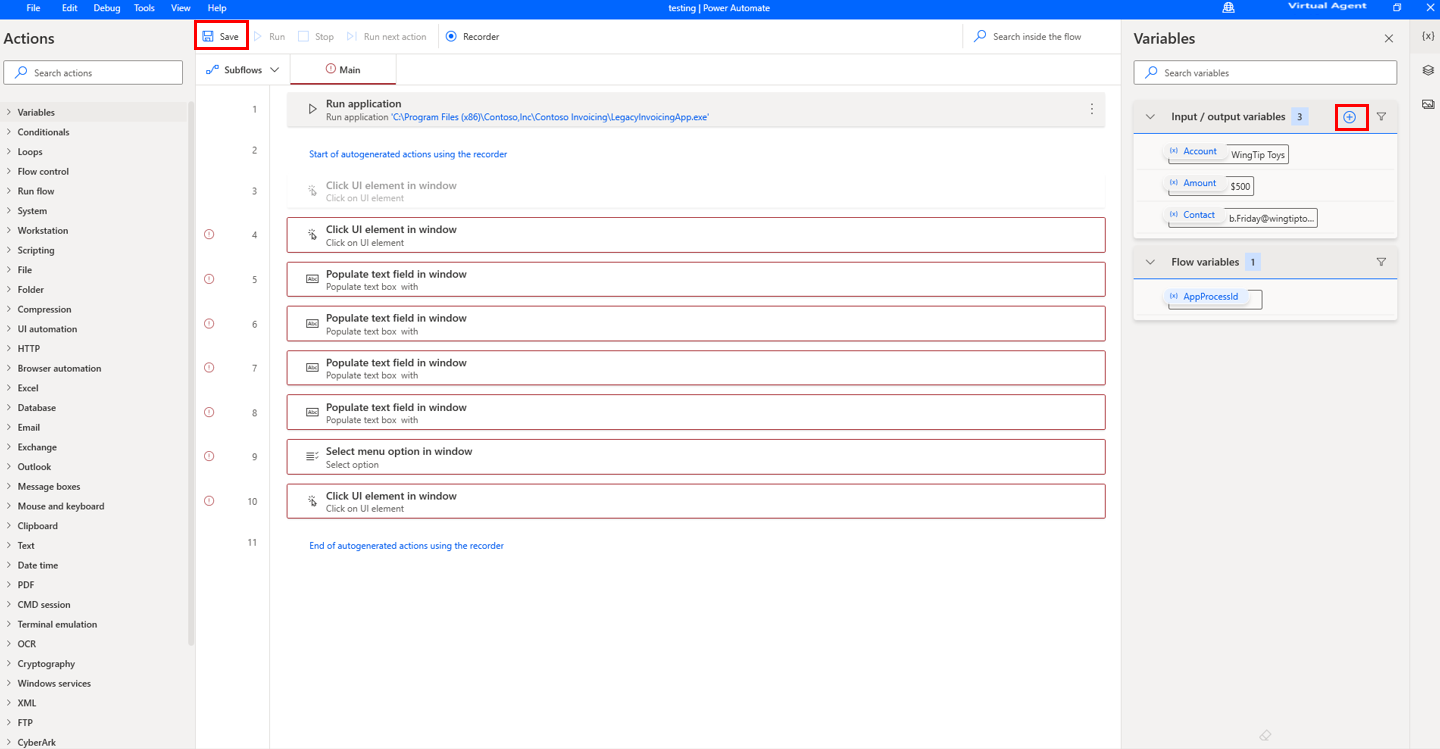 File Edit Debug Tools View Help
testing | Power Automate
Virtual Agent
Actions
Search actions
Variables
Conditionals
Loops
Flow control
Run flow
System
Workstation
Scripting
File
Folder
Compression
UI automation
HTTP
Browser automation
Excel
Database
Email
Exchange
Outlook
Message boxes
Mouse and keyboard
Clipboard
Text
Date time
PDF
CMD session
Terminal emulation
OCR
Cryptography
Windows services
XML
FTP
CyberArk
Save Run Stop Run next action Recorder Search inside the flow
Subflows Main
1 Run application
Run application 'C:\Program Files (x86)\Contoso,Inc\Contoso Invoicing\LegacyInvoicingApp.exe'
2 Start of autogenerated actions using the recorder
3 Click UI element in window
Click on UI element
4 Click UI element in window
Click on UI element
5 Abc Populate text field in window
Populate text box with
6 Abc Populate text field in window
Populate text box with
7 Abc Populate text field in window
Populate text box with
8 Abc Populate text field in window
Populate text box with
9 Select menu option in window
Select option
10 Click UI element in window
Click on UI element
11 End of autogenerated actions using the recorder
Variables
{x}
Search variables
Input / output variables 3
(x) Account WingTip Toys
(x) Amount $500
(x) Contact b.Friday@wingtipto...
Flow variables 1
(x) AppProcessId